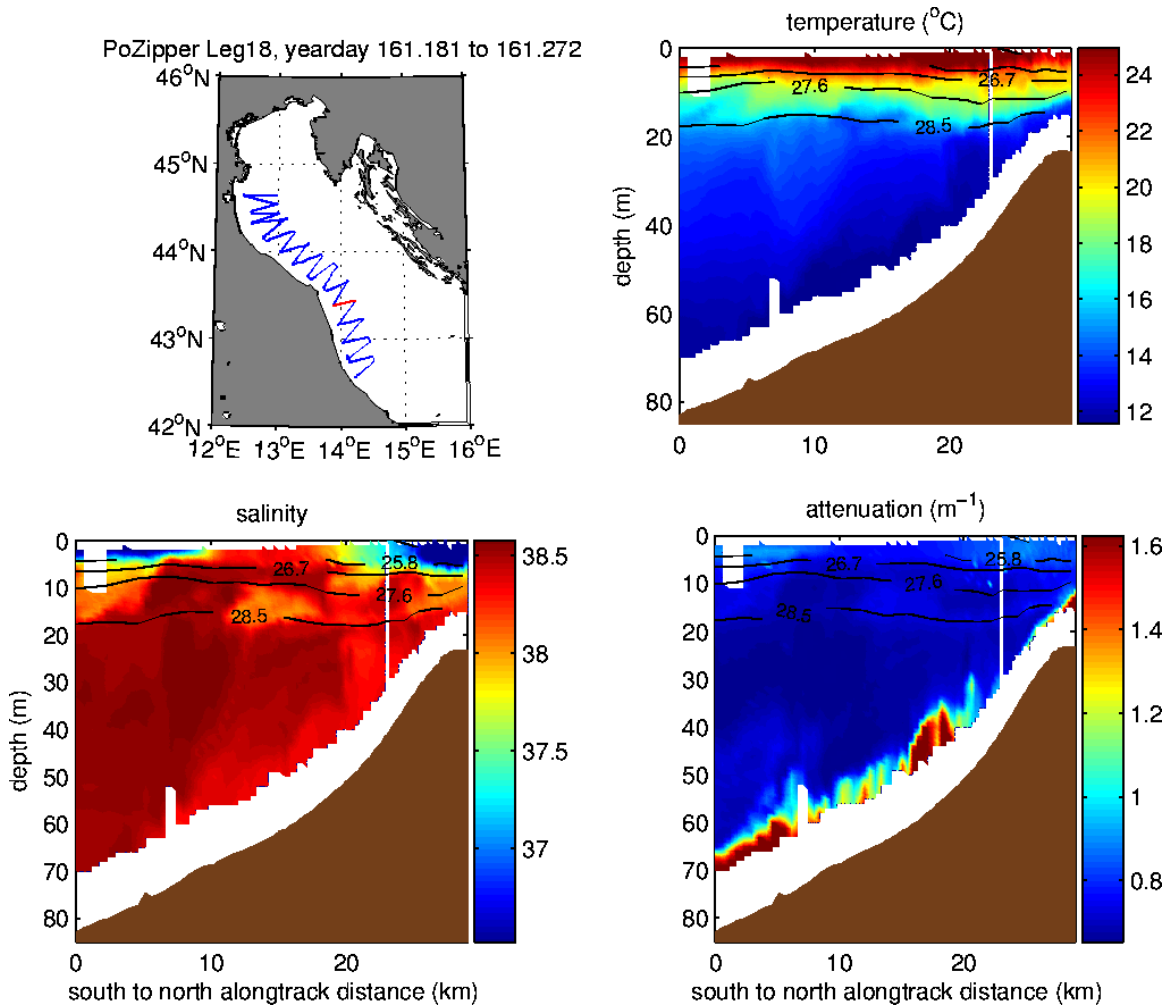 PoZipper Leg18, yearday 161.181 to 161.272
46°N
45°N
44°N
43°N
42°N
12°E 13°E 14°E 15°E 16°E
temperature (°C)
0
20
40
60
80
depth (m)
0 10 20
27.6
26.7
28.5
24
22
20
18
16
14
12
salinity
0
10
20
30
40
50
60
70
80
depth (m)
0 10 20
south to north alongtrack distance (km)
26.7
25.8
27.6
28.5
38.5
38
37.5
37
attenuation (m⁻¹)
0
10
20
30
40
50
60
70
80
0 10 20
south to north alongtrack distance (km)
25.8
26.7
27.6
28.5
1.6
1.4
1.2
1
0.8